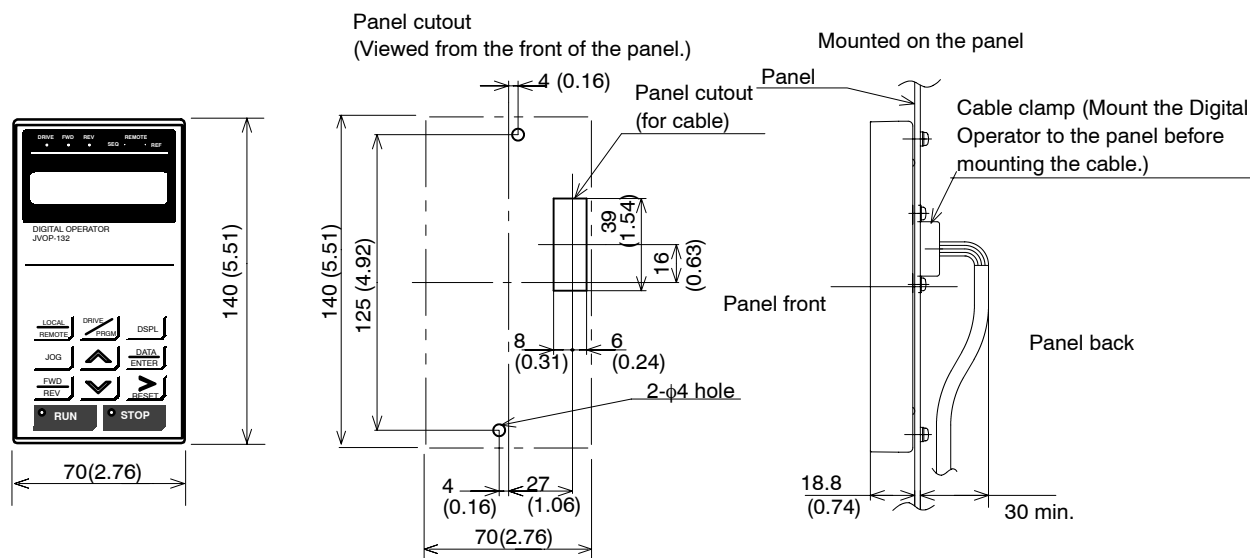 Panel cutout
(Viewed from the front of the panel.)
4 (0.16)
Panel cutout
(for cable)
140 (5.51)
125 (4.92)
39
(1.54)
16
(0.63)
8
(0.31)
6
(0.24)
2-φ4 hole
4
(0.16)
27
(1.06)
70(2.76)
DRIVE FWD REV REMOTE
SEQ REF
DIGITAL OPERATOR
JVOP-132
LOCAL
REMOTE
DRIVE
PRGM
DSPL
JOG
DATA
ENTER
FWD
REV
RESET
RUN
STOP
140 (5.51)
70(2.76)
Mounted on the panel
Panel
Cable clamp (Mount the Digital
Operator to the panel before
mounting the cable.)
Panel front
Panel back
18.8
(0.74)
30 min.